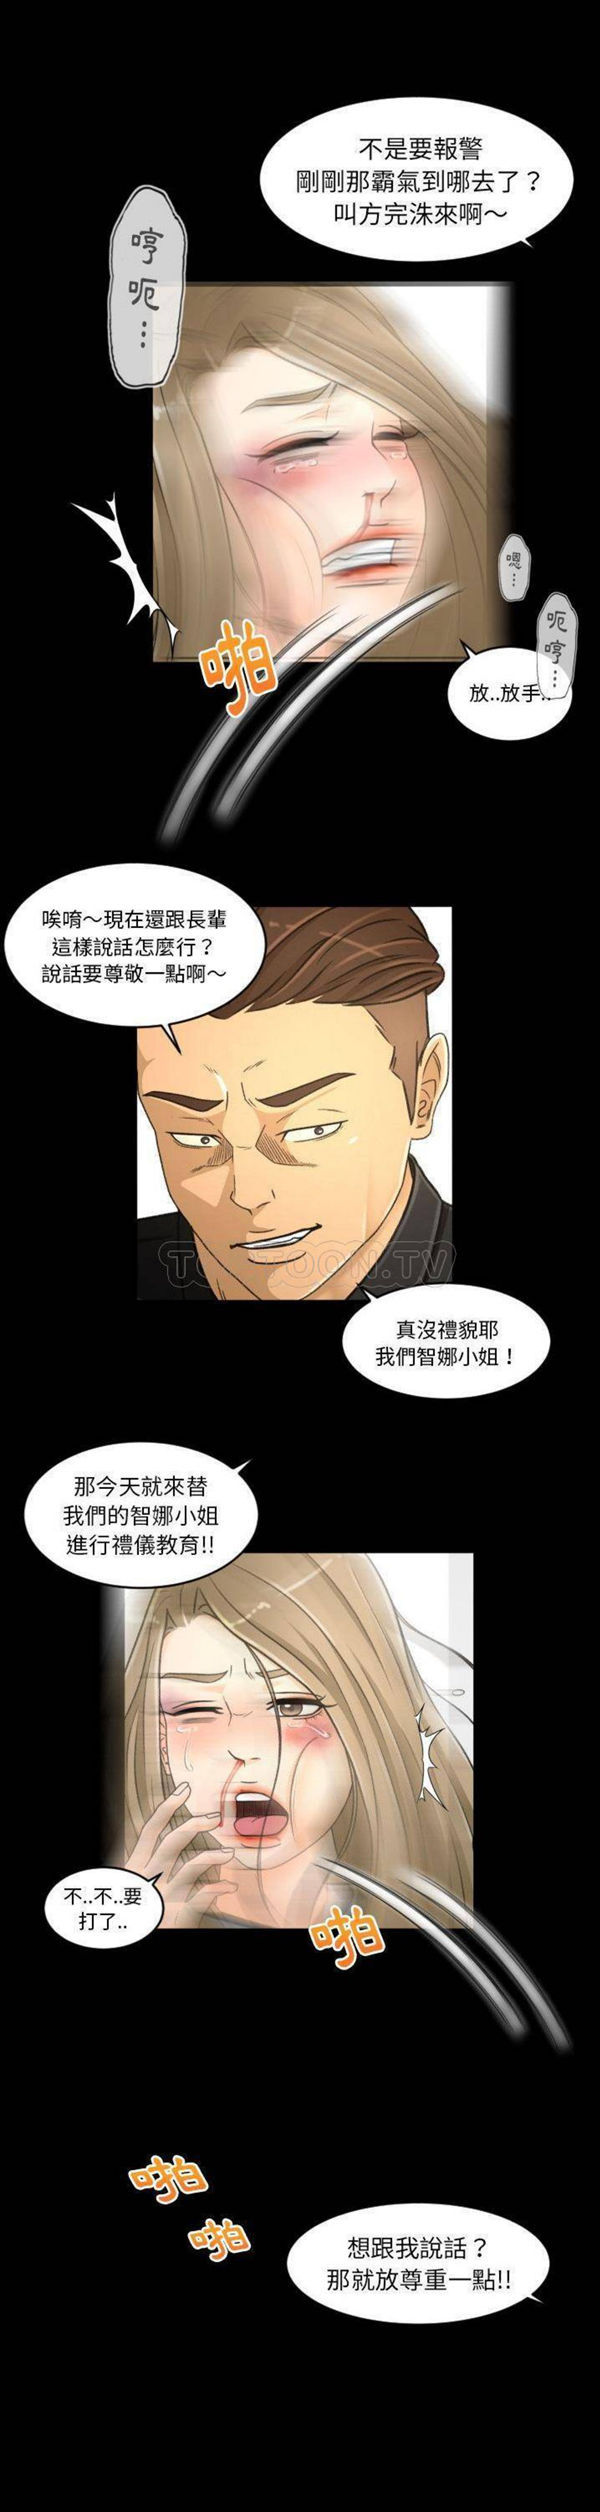 不是要報警
剛剛那霸氣到哪去了？
叫方完洙來啊～
哼
呃…
啪
嗯…
呃
哼…
放..放手..
唉唷～現在還跟長輩
這樣說話怎麼行？
說話要尊敬一點啊～
TOPTOON.TV
真沒禮貌耶
我們智娜小姐！
那今天就來替
我們的智娜小姐
進行禮儀教育!!
不..不..要
打了..
啪
啪
啪
想跟我說話？
那就放尊重一點!!